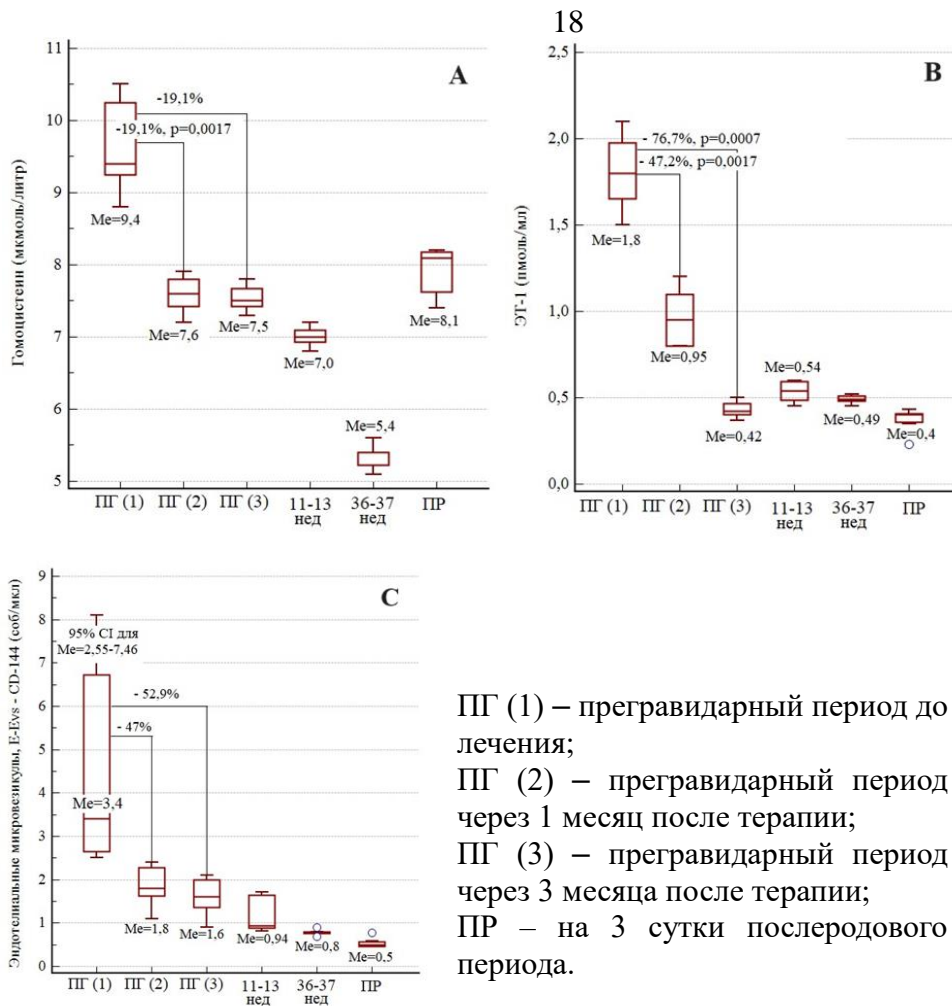 18
11
10
9
8
7
6
5
Гомоцистеин (мкмоль/литр)
A
-19,1%
-19,1%, p=0,0017
Me=9,4
Me=7,6
Me=7,5
Me=7,0
Me=5,4
Me=8,1
ПГ (1)
ПГ (2)
ПГ (3)
11-13
нед
36-37
нед
ПР
2,5
2,0
1,5
1,0
0,5
0,0
ЭТ-1 (пмоль/мл)
B
- 76,7%, p=0,0007
- 47,2%, p=0,0017
Me=1,8
Me=0,95
Me=0,42
Me=0,54
Me=0,49
Me=0,4
ПГ (1)
ПГ (2)
ПГ (3)
11-13
нед
36-37
нед
ПР
9
8
7
6
5
4
3
2
1
0
Эндотелиальные микровезикулы, E-Evs - CD-144 (соб/мкл)
C
95% CI для
Me=2,55-7,46
- 52,9%
- 47%
Me=3,4
Me=1,8
Me=1,6
Me=0,94
Me=0,8
Me=0,5
ПГ (1)
ПГ (2)
ПГ (3)
11-13
нед
36-37
нед
ПР
ПГ (1) – прегравидарный период до
лечения;
ПГ (2) – прегравидарный период
через 1 месяц после терапии;
ПГ (3) – прегравидарный период
через 3 месяца после терапии;
ПР – на 3 сутки послеродового
периода.